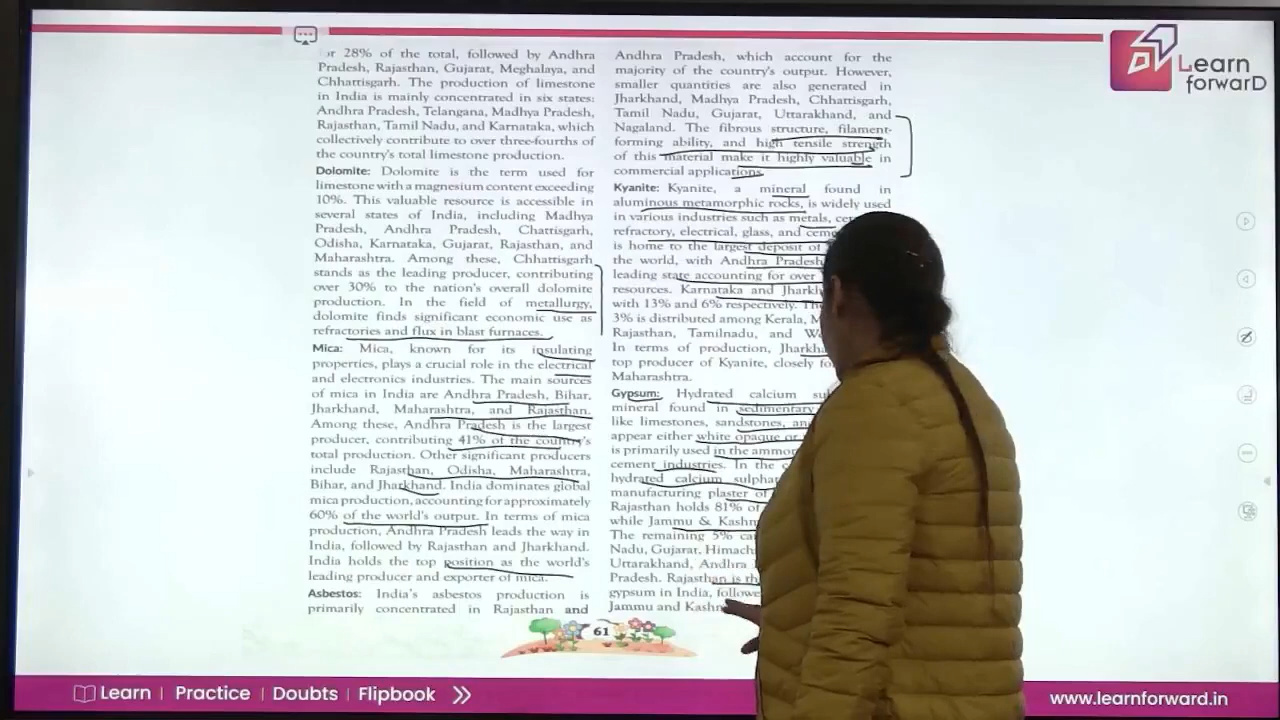 Learn
forwarD
or 28% of the total, followed by Andhra
Pradesh, Rajasthan, Gujarat, Meghalaya, and
Chhattisgarh. The production of limestone
in India is mainly concentrated in six states:
Andhra Pradesh, Telangana, Madhya Pradesh,
Rajasthan, Tamil Nadu, and Karnataka, which
collectively contribute to over three-fourths of
the country's total limestone production.
Dolomite: Dolomite is the term used for
limestone with a magnesium content exceeding
10%. This valuable resource is accessible in
several states of India, including Madhya
Pradesh, Andhra Pradesh, Chattisgarh,
Odisha, Karnataka, Gujarat, Rajasthan, and
Maharashtra. Among these, Chhattisgarh
stands as the leading producer, contributing
over 30% to the nation's overall dolomite
production. In the field of metallurgy,
dolomite finds significant economic use as
refractories and flux in blast furnaces.
Mica: Mica, known for its insulating
properties, plays a crucial role in the electrical
and electronics industries. The main sources
of mica in India are Andhra Pradesh, Bihar,
Jharkhand, Maharashtra, and Rajasthan.
Among these, Andhra Pradesh is the largest
producer, contributing 41% of the country's
total production. Other significant producers
include Rajasthan, Odisha, Maharashtra,
Bihar, and Jharkhand. India dominates global
mica production, accounting for approximately
60% of the world's output. In terms of mica
production, Andhra Pradesh leads the way in
India, followed by Rajasthan and Jharkhand.
India holds the top position as the world's
leading producer and exporter of mica.
Asbestos: India's asbestos production is
primarily concentrated in Rajasthan and
Andhra Pradesh, which account for the
majority of the country's output. However,
smaller quantities are also generated in
Jharkhand, Madhya Pradesh, Chhattisgarh,
Tamil Nadu, Gujarat, Uttarakhand, and
Nagaland. The fibrous structure, filament-
forming ability, and high tensile strength
of this material make it highly valuable in
commercial applications.
Kyanite: Kyanite, a mineral found in
aluminous metamorphic rocks, is widely used
in various industries such as metals,
refractory, electrical, glass, and
is home to the largest deposit of
the world, with Andhra Pradesh
leading state accounting for over
resources. Karnataka and
with 13% and 6% respectively.
3% is distributed among Kerala,
Rajasthan, Tamilnadu, and
In terms of production,
top producer of Kyanite, closely
Maharashtra.
Gypsum: Hydrated calcium
mineral found in sedimentary
like limestones, sandstones,
appear either white opaque or
is primarily used in the
cement industries. In the
hydrated calcium
manufacturing plaster of
Rajasthan holds 81% of
while Jammu &
The remaining 5%
Nadu, Gujarat,
Uttarakhand, Andhra
Pradesh. Rajasthan is
gypsum in India,
Jammu and
61
Learn | Practice | Doubts | Flipbook
www.learnforward.in